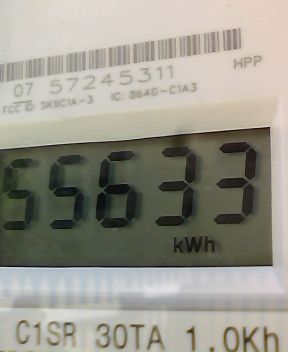 HPP
07 57245311
FCC ID: SK9C1A-3 IC: 864G-C1A3
55633
kWh
C1SR 30TA 1.0Kh